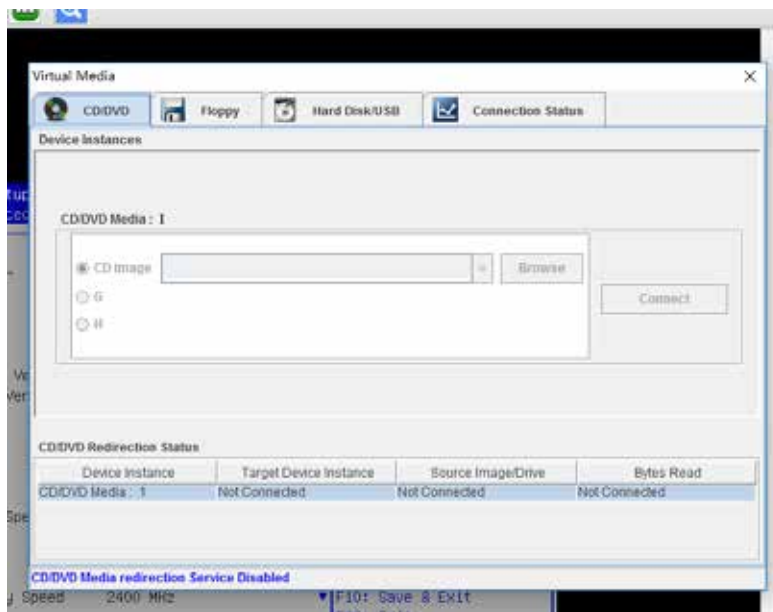 Virtual Media
CD/DVD Floppy Hard Disk/USB Connection Status
Device Instances
CD/DVD Media : I
CD Image Browse
G
Connect
H
CD/DVD Redirection Status
Device Instance Target Device Instance Source Image/Drive Bytes Read
CD/DVD Media : 1 Not Connected Not Connected Not Connected
CD/DVD Media redirection Service Disabled
Speed 2400 MHz F10: Save & Exit